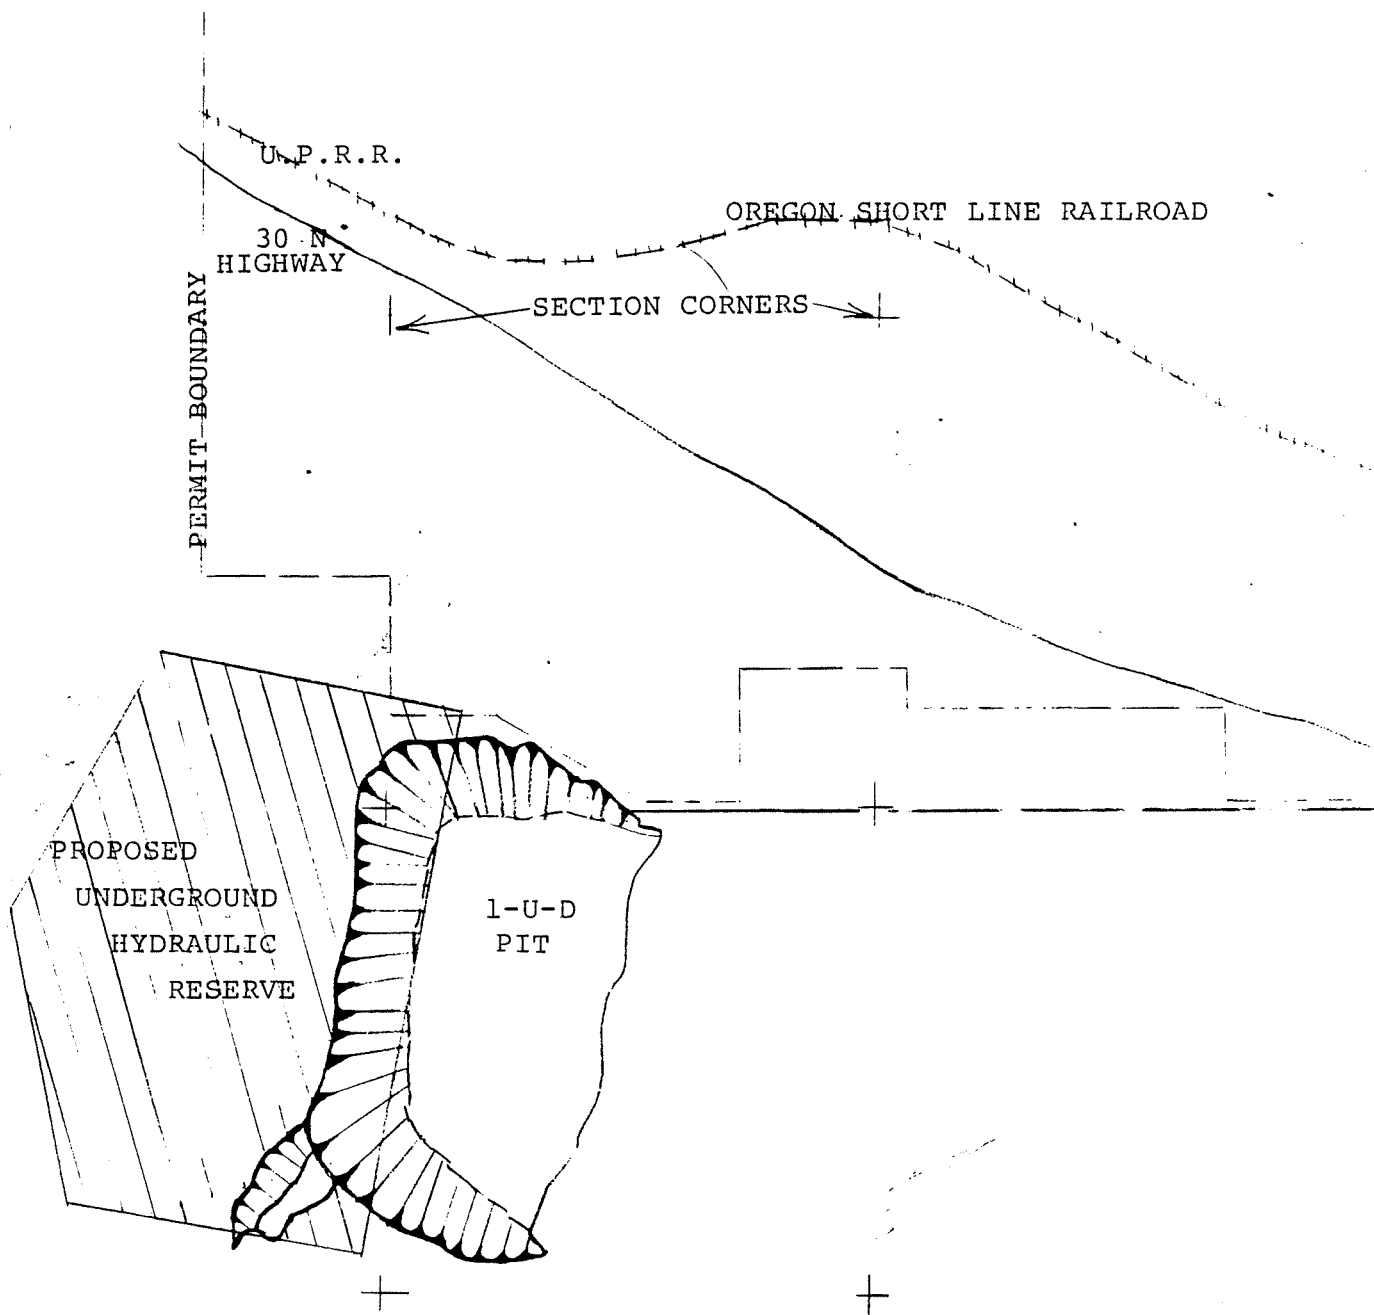 U.P.R.R.
OREGON SHORT LINE RAILROAD
30 N
HIGHWAY
SECTION CORNERS
PERMIT BOUNDARY
PROPOSED
UNDERGROUND
HYDRAULIC
RESERVE
1-U-D
PIT